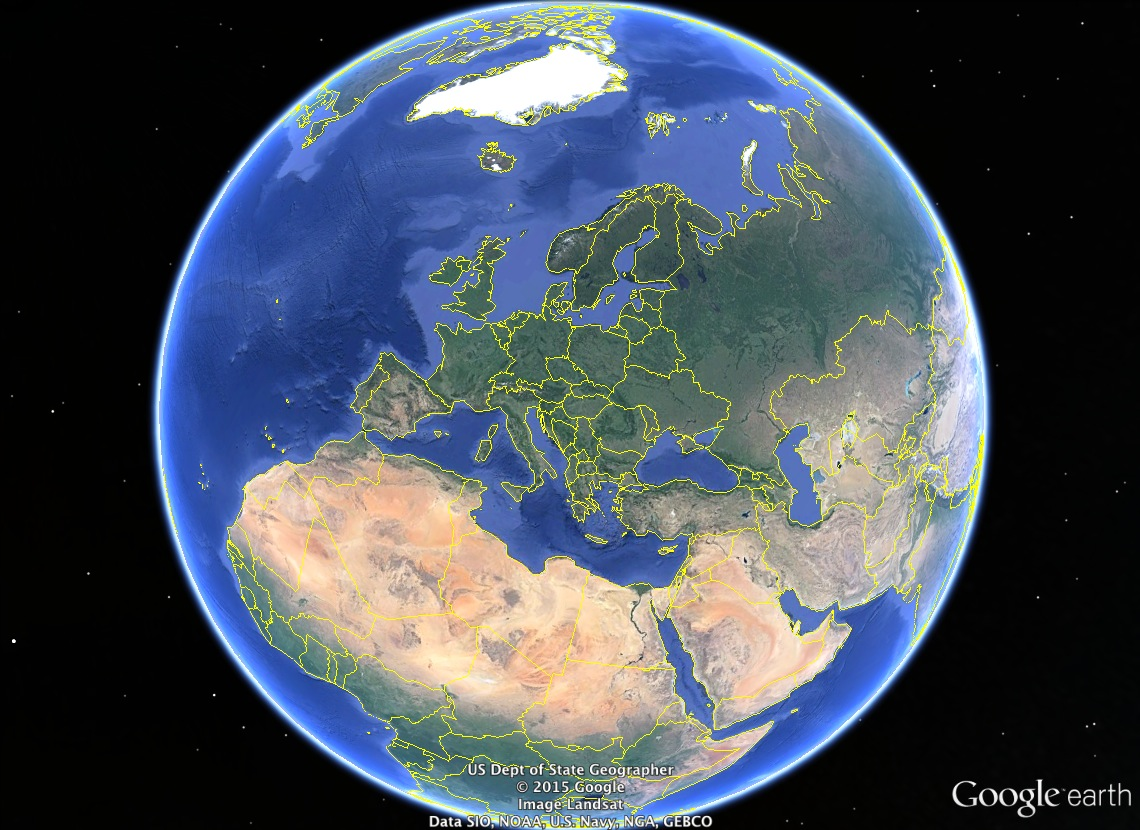 US Dept of State Geographer
© 2015 Google
Image Landsat
Data SIO, NOAA, U.S. Navy, NGA, GEBCO
Google earth